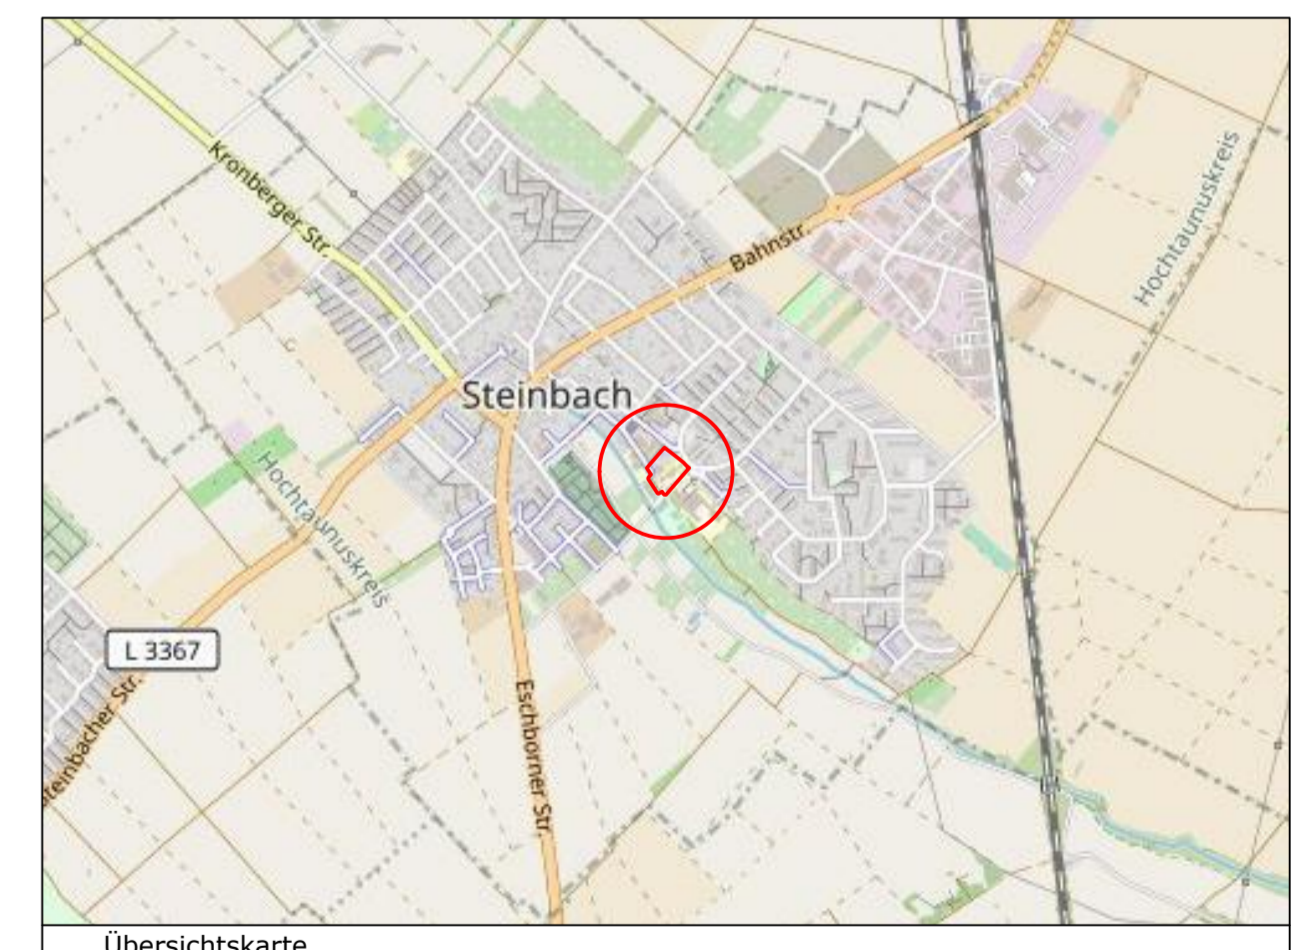 Kronberger Str.
Bahnstr.
Hochtaunuskreis
Steinbach
Hochtaunuskreis
L 3367
Steinbacher Str.
Eschborner Str.
Übersichtskarte